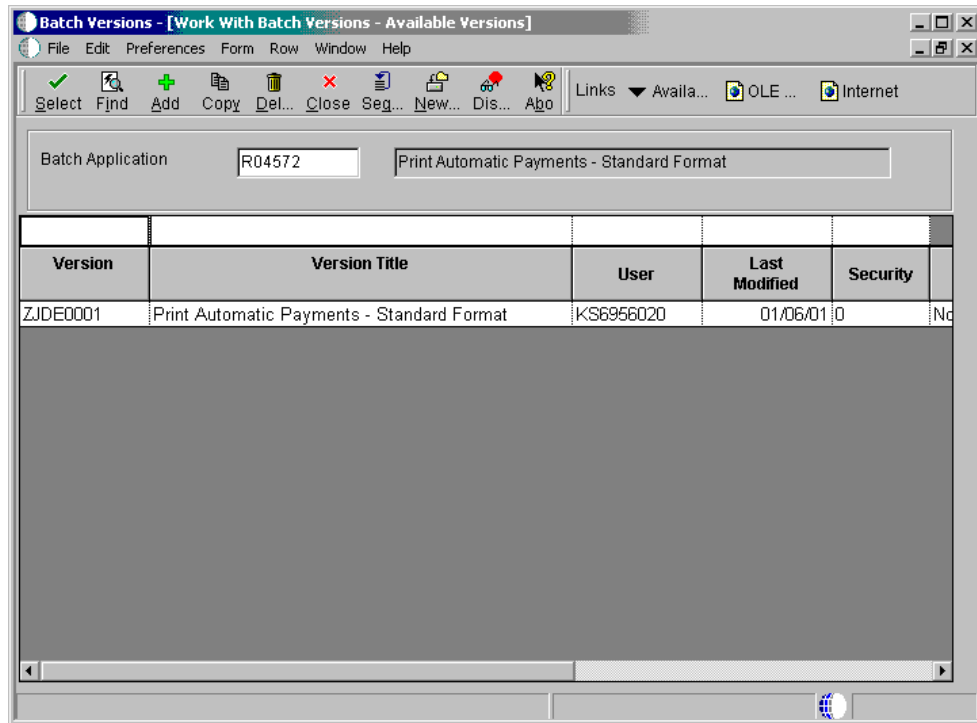 Batch Versions - [Work With Batch Versions - Available Versions]
File Edit Preferences Form Row Window Help
Select Find Add Copy Del... Close Seq... New... Dis... Abo Links Availa... OLE ... Internet
Batch Application R04572 Print Automatic Payments - Standard Format
Version Version Title User Last Modified Security
ZJDE0001 Print Automatic Payments - Standard Format KS6956020 01/06/01 0 No